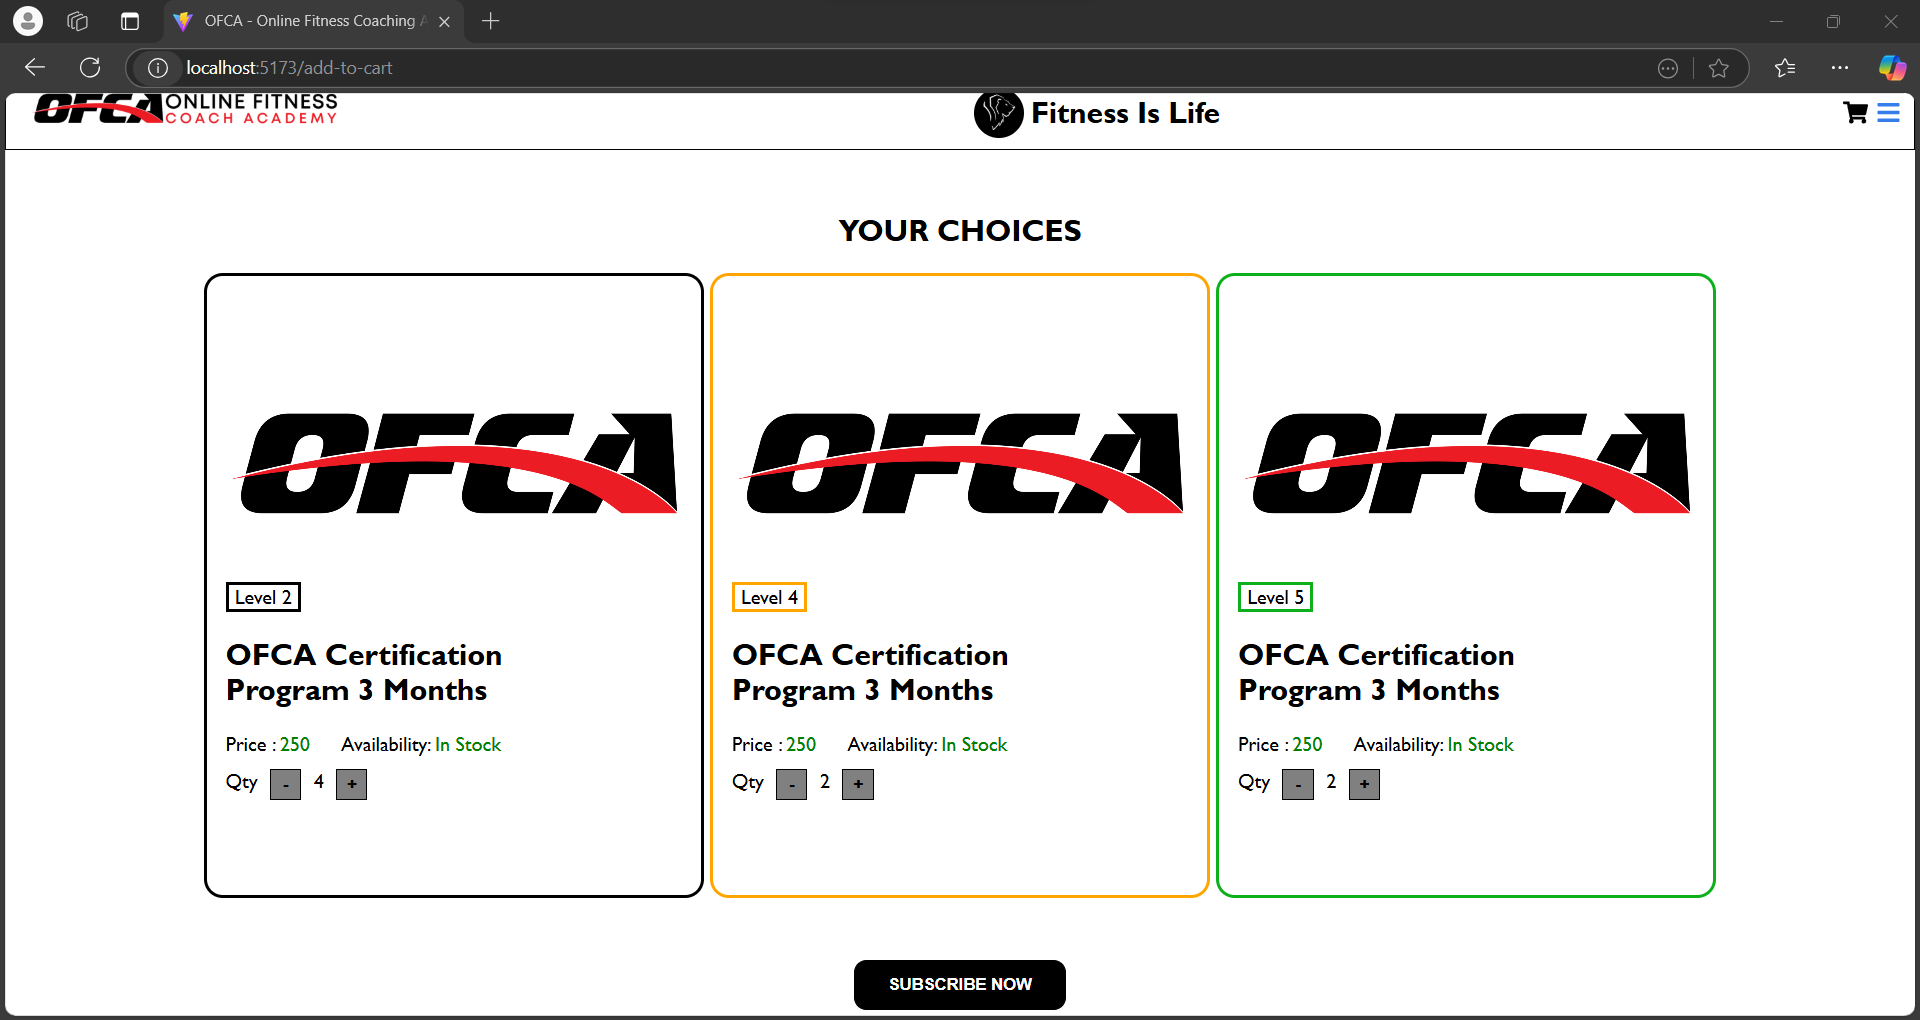 OFCA - Online Fitness Coaching A
localhost:5173/add-to-cart
OFCA ONLINE FITNESS
COACH ACADEMY
Fitness Is Life
YOUR CHOICES
OFCA
Level 2
OFCA Certification
Program 3 Months
Price : 250 Availability: In Stock
Qty - 4 +
OFCA
Level 4
OFCA Certification
Program 3 Months
Price : 250 Availability: In Stock
Qty - 2 +
OFCA
Level 5
OFCA Certification
Program 3 Months
Price : 250 Availability: In Stock
Qty - 2 +
SUBSCRIBE NOW